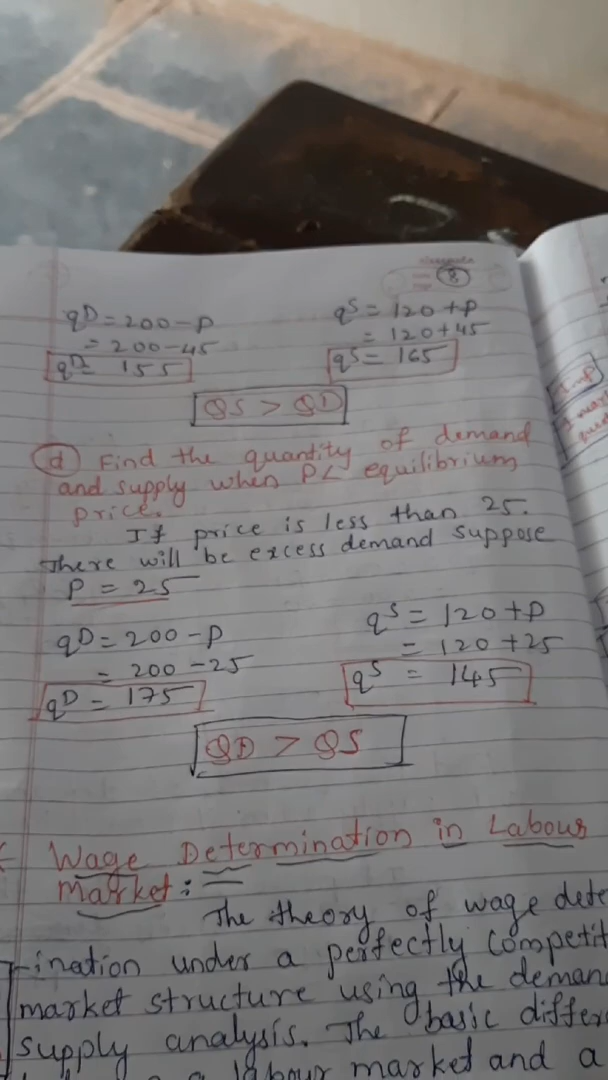 8
qD = 200 - P
= 200 - 45
qD = 155
qS = 120 + P
= 120 + 45
qS = 165
QS > QD
d Find the quantity of demand
and supply when P< equilibrium
price.
If price is less than 25.
There will be excess demand suppose
P = 25
qD = 200 - P
= 200 - 25
qD = 175
qS = 120 + P
= 120 + 25
qS = 145
QD > QS
Wage Determination in Labour
Market:
The theory of wage dete
-ination under a perfectly competit
market structure using the deman
supply analysis. The basic differ
labour market and a